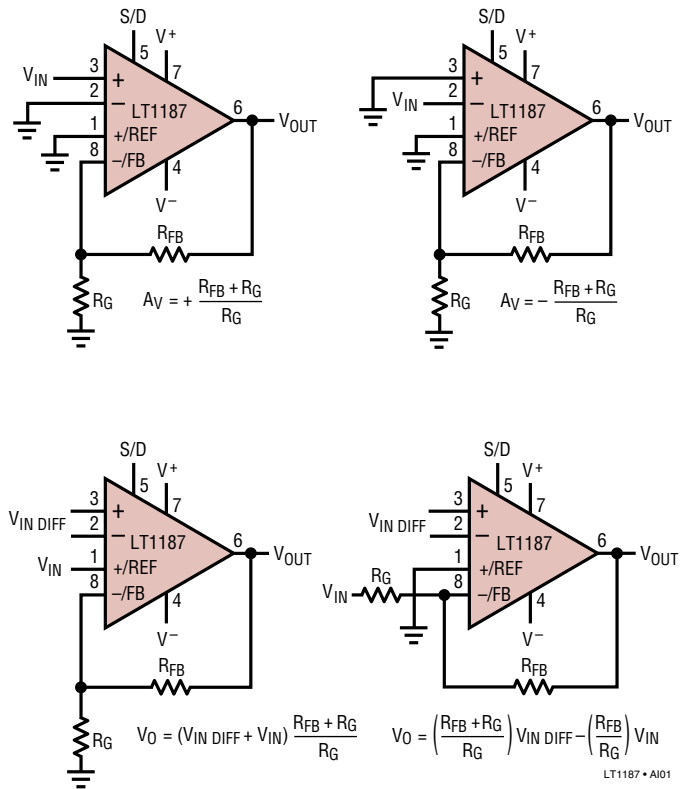 S/D
V+
5
7
3
VIN
+
2
−
LT1187
6
VOUT
1
+/REF
8
−/FB
4
V−
RFB
RG
AV = + (RFB + RG)/RG
S/D
V+
5
7
3
+
2
VIN
−
LT1187
6
VOUT
1
+/REF
8
−/FB
4
V−
RFB
RG
AV = − (RFB + RG)/RG
S/D
V+
5
7
3
VIN DIFF
+
2
−
LT1187
6
VOUT
VIN
1
+/REF
8
−/FB
4
V−
RFB
RG
VO = (VIN DIFF + VIN) (RFB + RG)/RG
S/D
V+
5
7
3
VIN DIFF
+
2
−
LT1187
6
VOUT
1
+/REF
VIN
RG
8
−/FB
4
V−
RFB
VO = ((RFB + RG)/RG) VIN DIFF − (RFB/RG) VIN
LT1187 • AI01